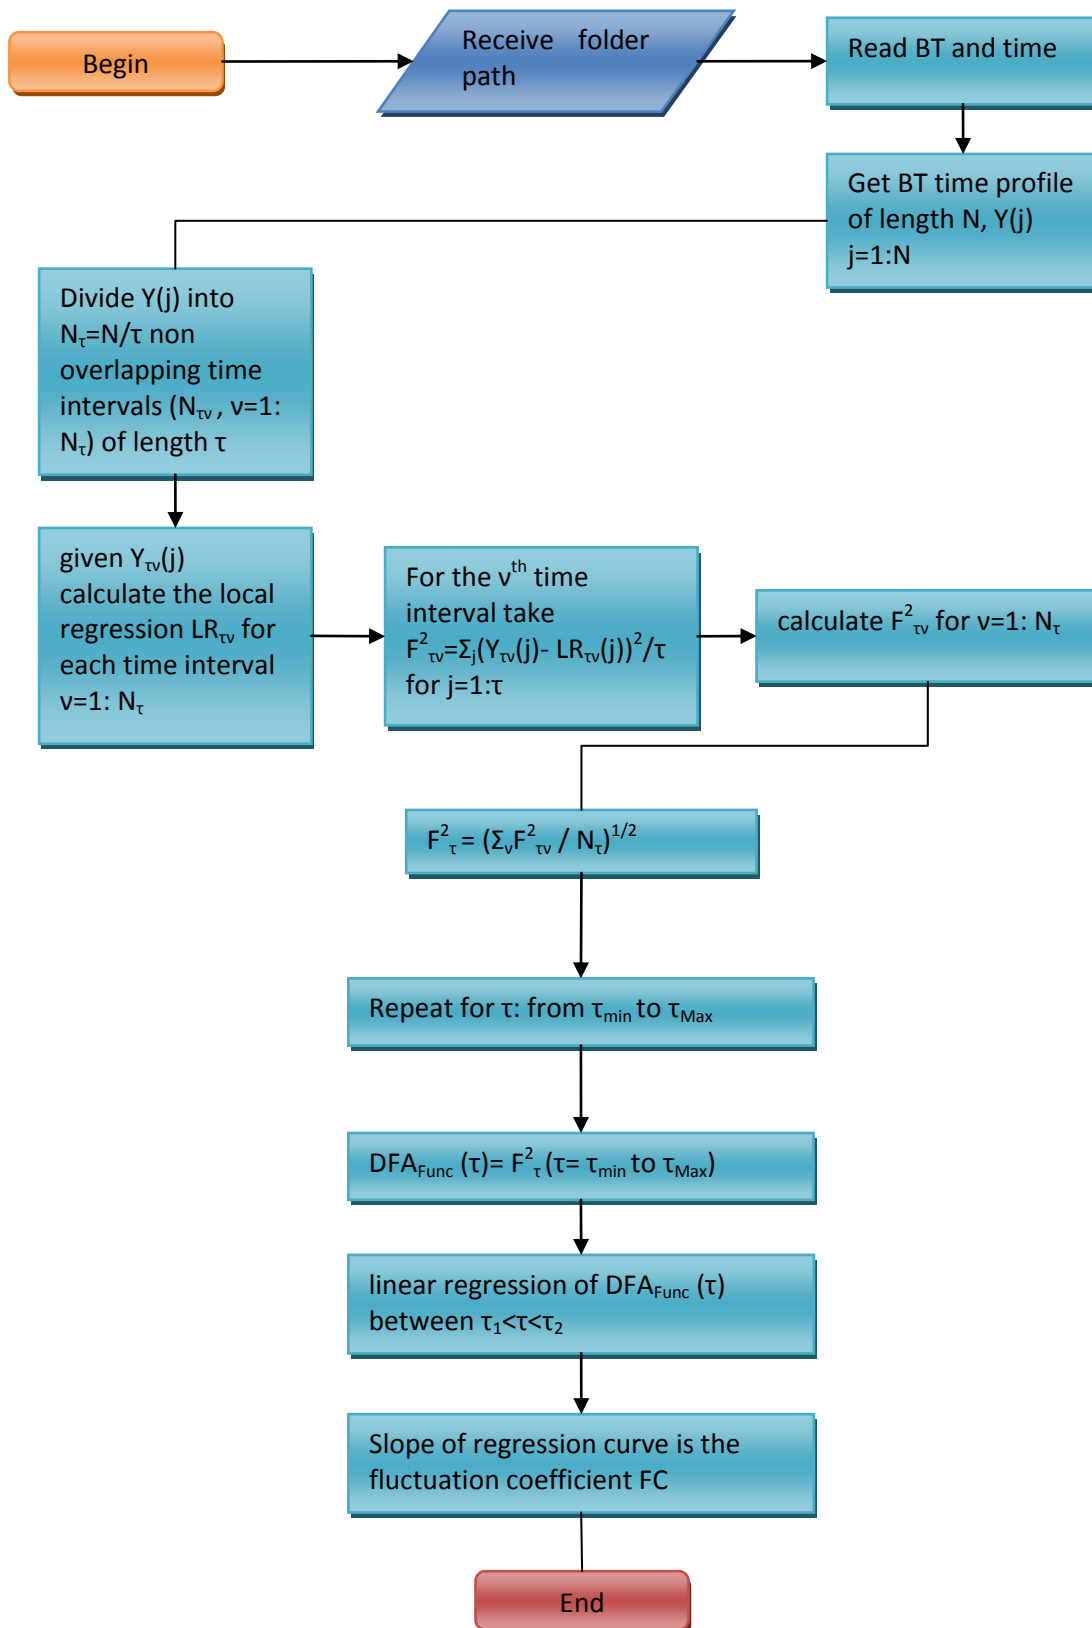 Begin
Receive folder
path
Read BT and time
Get BT time profile
of length N, Y(j)
j=1:N
Divide Y(j) into
Nτ=N/τ non
overlapping time
intervals (Nτν , ν=1:
Nτ) of length τ
given Yτν(j)
calculate the local
regression LRτν for
each time interval
ν=1: Nτ
For the νth time
interval take
F²τν=Σj(Yτν(j)- LRτν(j))²/τ
for j=1:τ
calculate F²τν for ν=1: Nτ
F²τ = (ΣνF²τν / Nτ)1/2
Repeat for τ: from τmin to τMax
DFAFunc (τ)= F²τ (τ= τmin to τMax)
linear regression of DFAFunc (τ)
between τ₁<τ<τ₂
Slope of regression curve is the
fluctuation coefficient FC
End